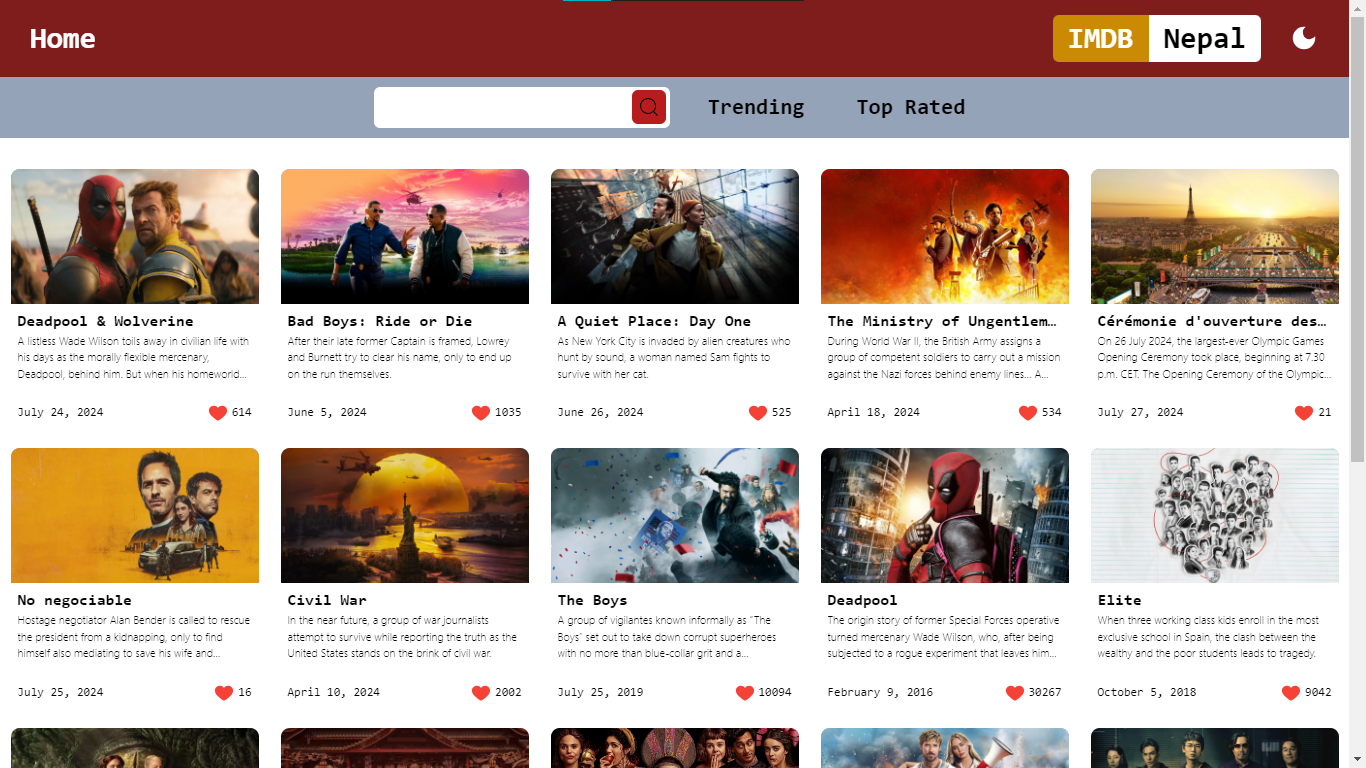 Home
IMDB Nepal
Trending
Top Rated
Deadpool & Wolverine
A listless Wade Wilson toils away in civilian life with
his days as the morally flexible mercenary,
Deadpool, behind him. But when his homeworld...
July 24, 2024
614
Bad Boys: Ride or Die
After their late former Captain is framed, Lowrey
and Burnett try to clear his name, only to end up
on the run themselves.
June 5, 2024
1035
A Quiet Place: Day One
As New York City is invaded by alien creatures who
hunt by sound, a woman named Sam fights to
survive with her cat.
June 26, 2024
525
The Ministry of Ungentlem…
During World War II, the British Army assigns a
group of competent soldiers to carry out a mission
against the Nazi forces behind enemy lines... A...
April 18, 2024
534
Cérémonie d'ouverture des…
On 26 July 2024, the largest-ever Olympic Games
Opening Ceremony took place, beginning at 7.30
p.m. CET. The Opening Ceremony of the Olympic...
July 27, 2024
21
No negociable
Hostage negotiator Alan Bender is called to rescue
the president from a kidnapping, only to find
himself also mediating to save his wife and...
July 25, 2024
16
Civil War
In the near future, a group of war journalists
attempt to survive while reporting the truth as the
United States stands on the brink of civil war.
April 10, 2024
2002
The Boys
A group of vigilantes known informally as “The
Boys” set out to take down corrupt superheroes
with no more than blue-collar grit and a...
July 25, 2019
10094
Deadpool
The origin story of former Special Forces operative
turned mercenary Wade Wilson, who, after being
subjected to a rogue experiment that leaves him...
February 9, 2016
30267
Elite
When three working class kids enroll in the most
exclusive school in Spain, the clash between the
wealthy and the poor students leads to tragedy.
October 5, 2018
9042